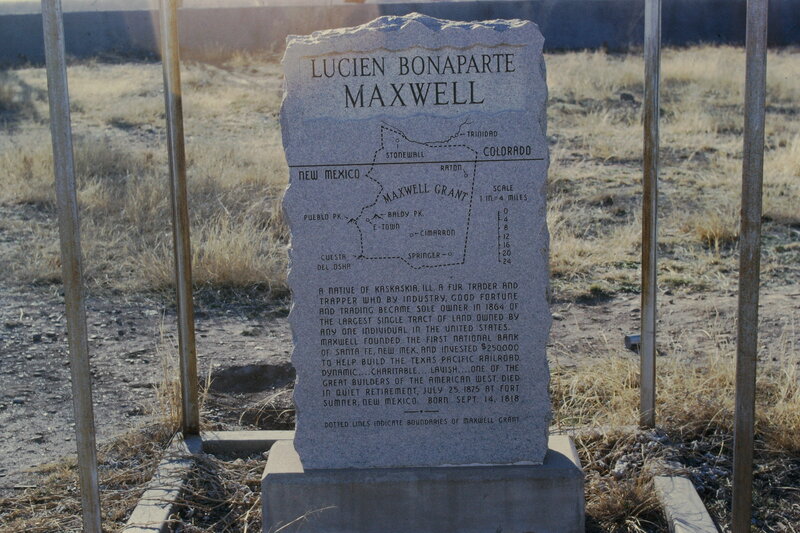 LUCIEN BONAPARTE
MAXWELL
TRINIDAD
STONEWALL
COLORADO
NEW MEXICO
RATON
MAXWELL GRANT
SCALE
1 IN=4 MILES
0
4
8
12
16
20
24
PUEBLO PK.
BALDY PK.
E-TOWN
CIMARRON
CUESTA
DEL OSHA
SPRINGER
A NATIVE OF KASKASKIA, ILL. A FUR TRADER AND
TRAPPER WHO BY INDUSTRY, GOOD FORTUNE
AND TRADING BECAME SOLE OWNER IN 1864 OF
THE LARGEST SINGLE TRACT OF LAND OWNED BY
ANY ONE INDIVIDUAL IN THE UNITED STATES.
MAXWELL FOUNDED THE FIRST NATIONAL BANK
OF SANTA FE, NEW MEX. AND INVESTED $250000
TO HELP BUILD THE TEXAS PACIFIC RAILROAD.
DYNAMIC....CHARITABLE....LAVISH....ONE OF THE
GREAT BUILDERS OF THE AMERICAN WEST. DIED
IN QUIET RETIREMENT, JULY 25, 1875 AT FORT
SUMNER, NEW MEXICO. BORN SEPT. 14, 1818
DOTTED LINES INDICATE BOUNDARIES OF MAXWELL GRANT